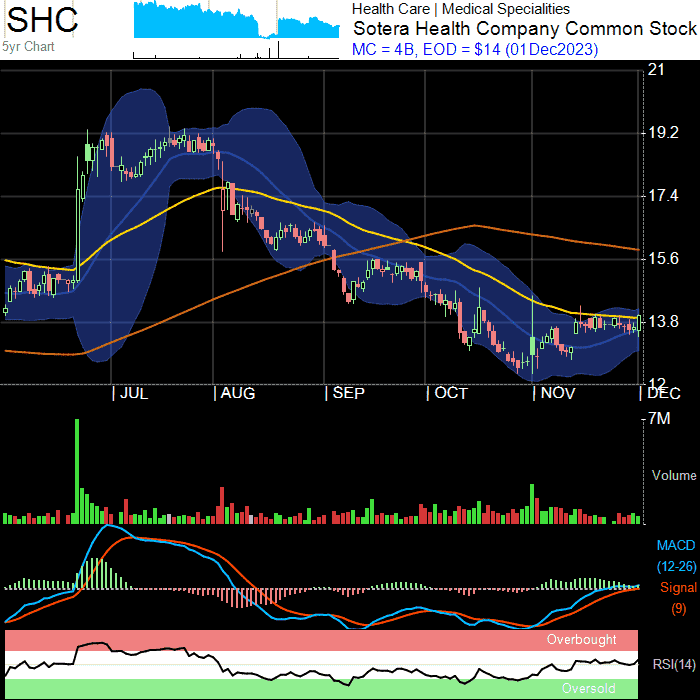 SHC
5yr Chart
Health Care | Medical Specialities
Sotera Health Company Common Stock
MC = 4B, EOD = $14 (01Dec2023)
21
19.2
17.4
15.6
13.8
12
| JUL | AUG | SEP | OCT | NOV | DEC
7M
Volume
MACD
(12-26)
Signal
(9)
Overbought
RSI(14)
Oversold